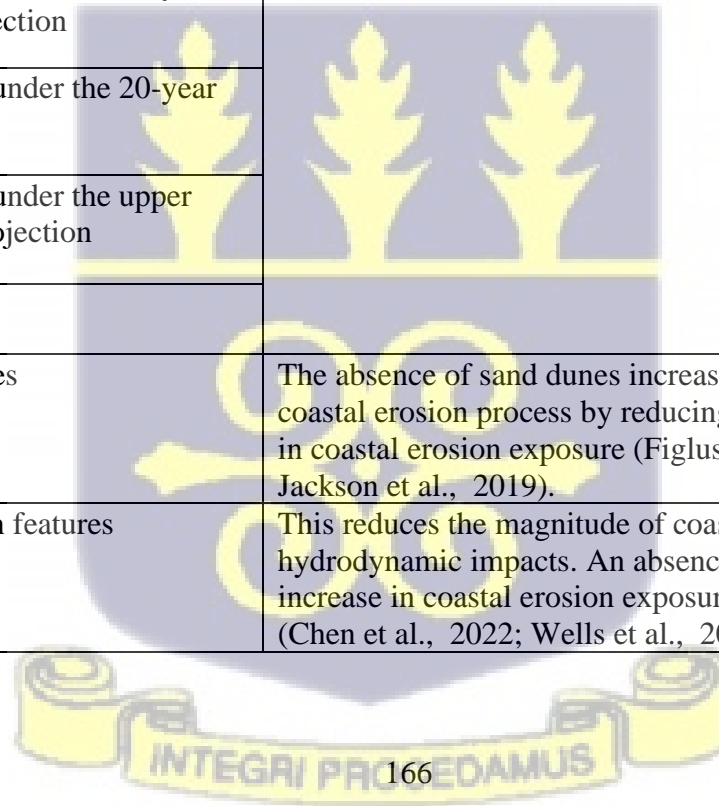 ection
under the 20-year
under the upper
ojection
es
The absence of sand dunes increas
coastal erosion process by reducing
in coastal erosion exposure (Figlus
Jackson et al., 2019).
n features
This reduces the magnitude of coas
hydrodynamic impacts. An absenc
increase in coastal erosion exposur
(Chen et al., 2022; Wells et al., 20
INTEGRI PROCEDAMUS
166